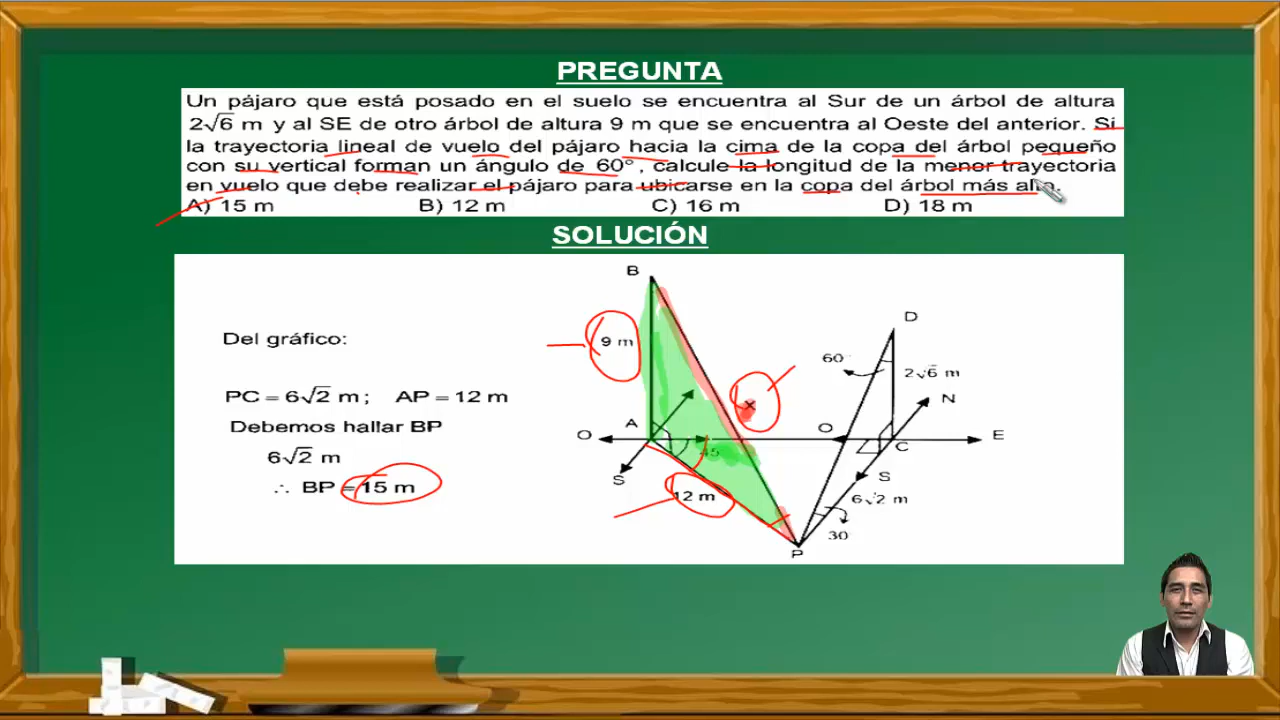 PREGUNTA
Un pájaro que está posado en el suelo se encuentra al Sur de un árbol de altura
2√6 m y al SE de otro árbol de altura 9 m que se encuentra al Oeste del anterior. Si
la trayectoria lineal de vuelo del pájaro hacia la cima de la copa del árbol pequeño
con su vertical forman un ángulo de 60°, calcule la longitud de la menor trayectoria
en vuelo que debe realizar el pájaro para ubicarse en la copa del árbol más alto.
A) 15 m B) 12 m C) 16 m D) 18 m
SOLUCIÓN
B
D
Del gráfico:
9 m
60
2√6 m
PC = 6√2 m; AP = 12 m
x
N
Debemos hallar BP
O A O C E
45
6√2 m
S S
∴ BP = 15 m
12 m
6√2 m
30
P